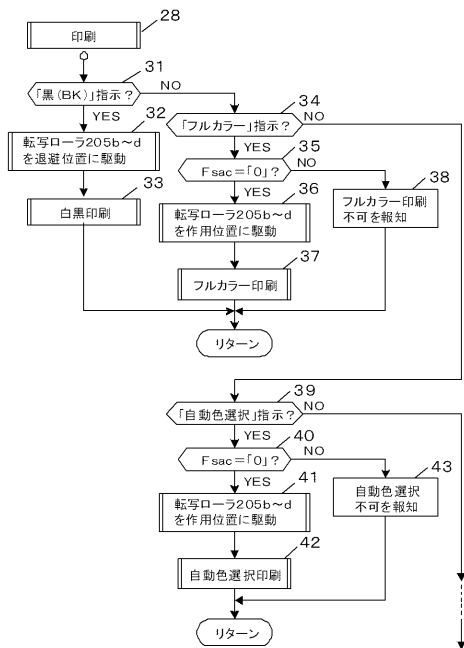 28
印刷
31
「黒(BK)」指示?
NO
YES
32
転写ローラ205b~d
を退避位置に駆動
33
白黒印刷
34
「フルカラー」指示?
NO
YES
35
Fsac=「0」?
NO
YES
36
転写ローラ205b~d
を作用位置に駆動
37
フルカラー印刷
38
フルカラー印刷
不可を報知
リターン
39
「自動色選択」指示?
NO
YES
40
Fsac=「0」?
NO
YES
41
転写ローラ205b~d
を作用位置に駆動
42
自動色選択印刷
43
自動色選択
不可を報知
リターン